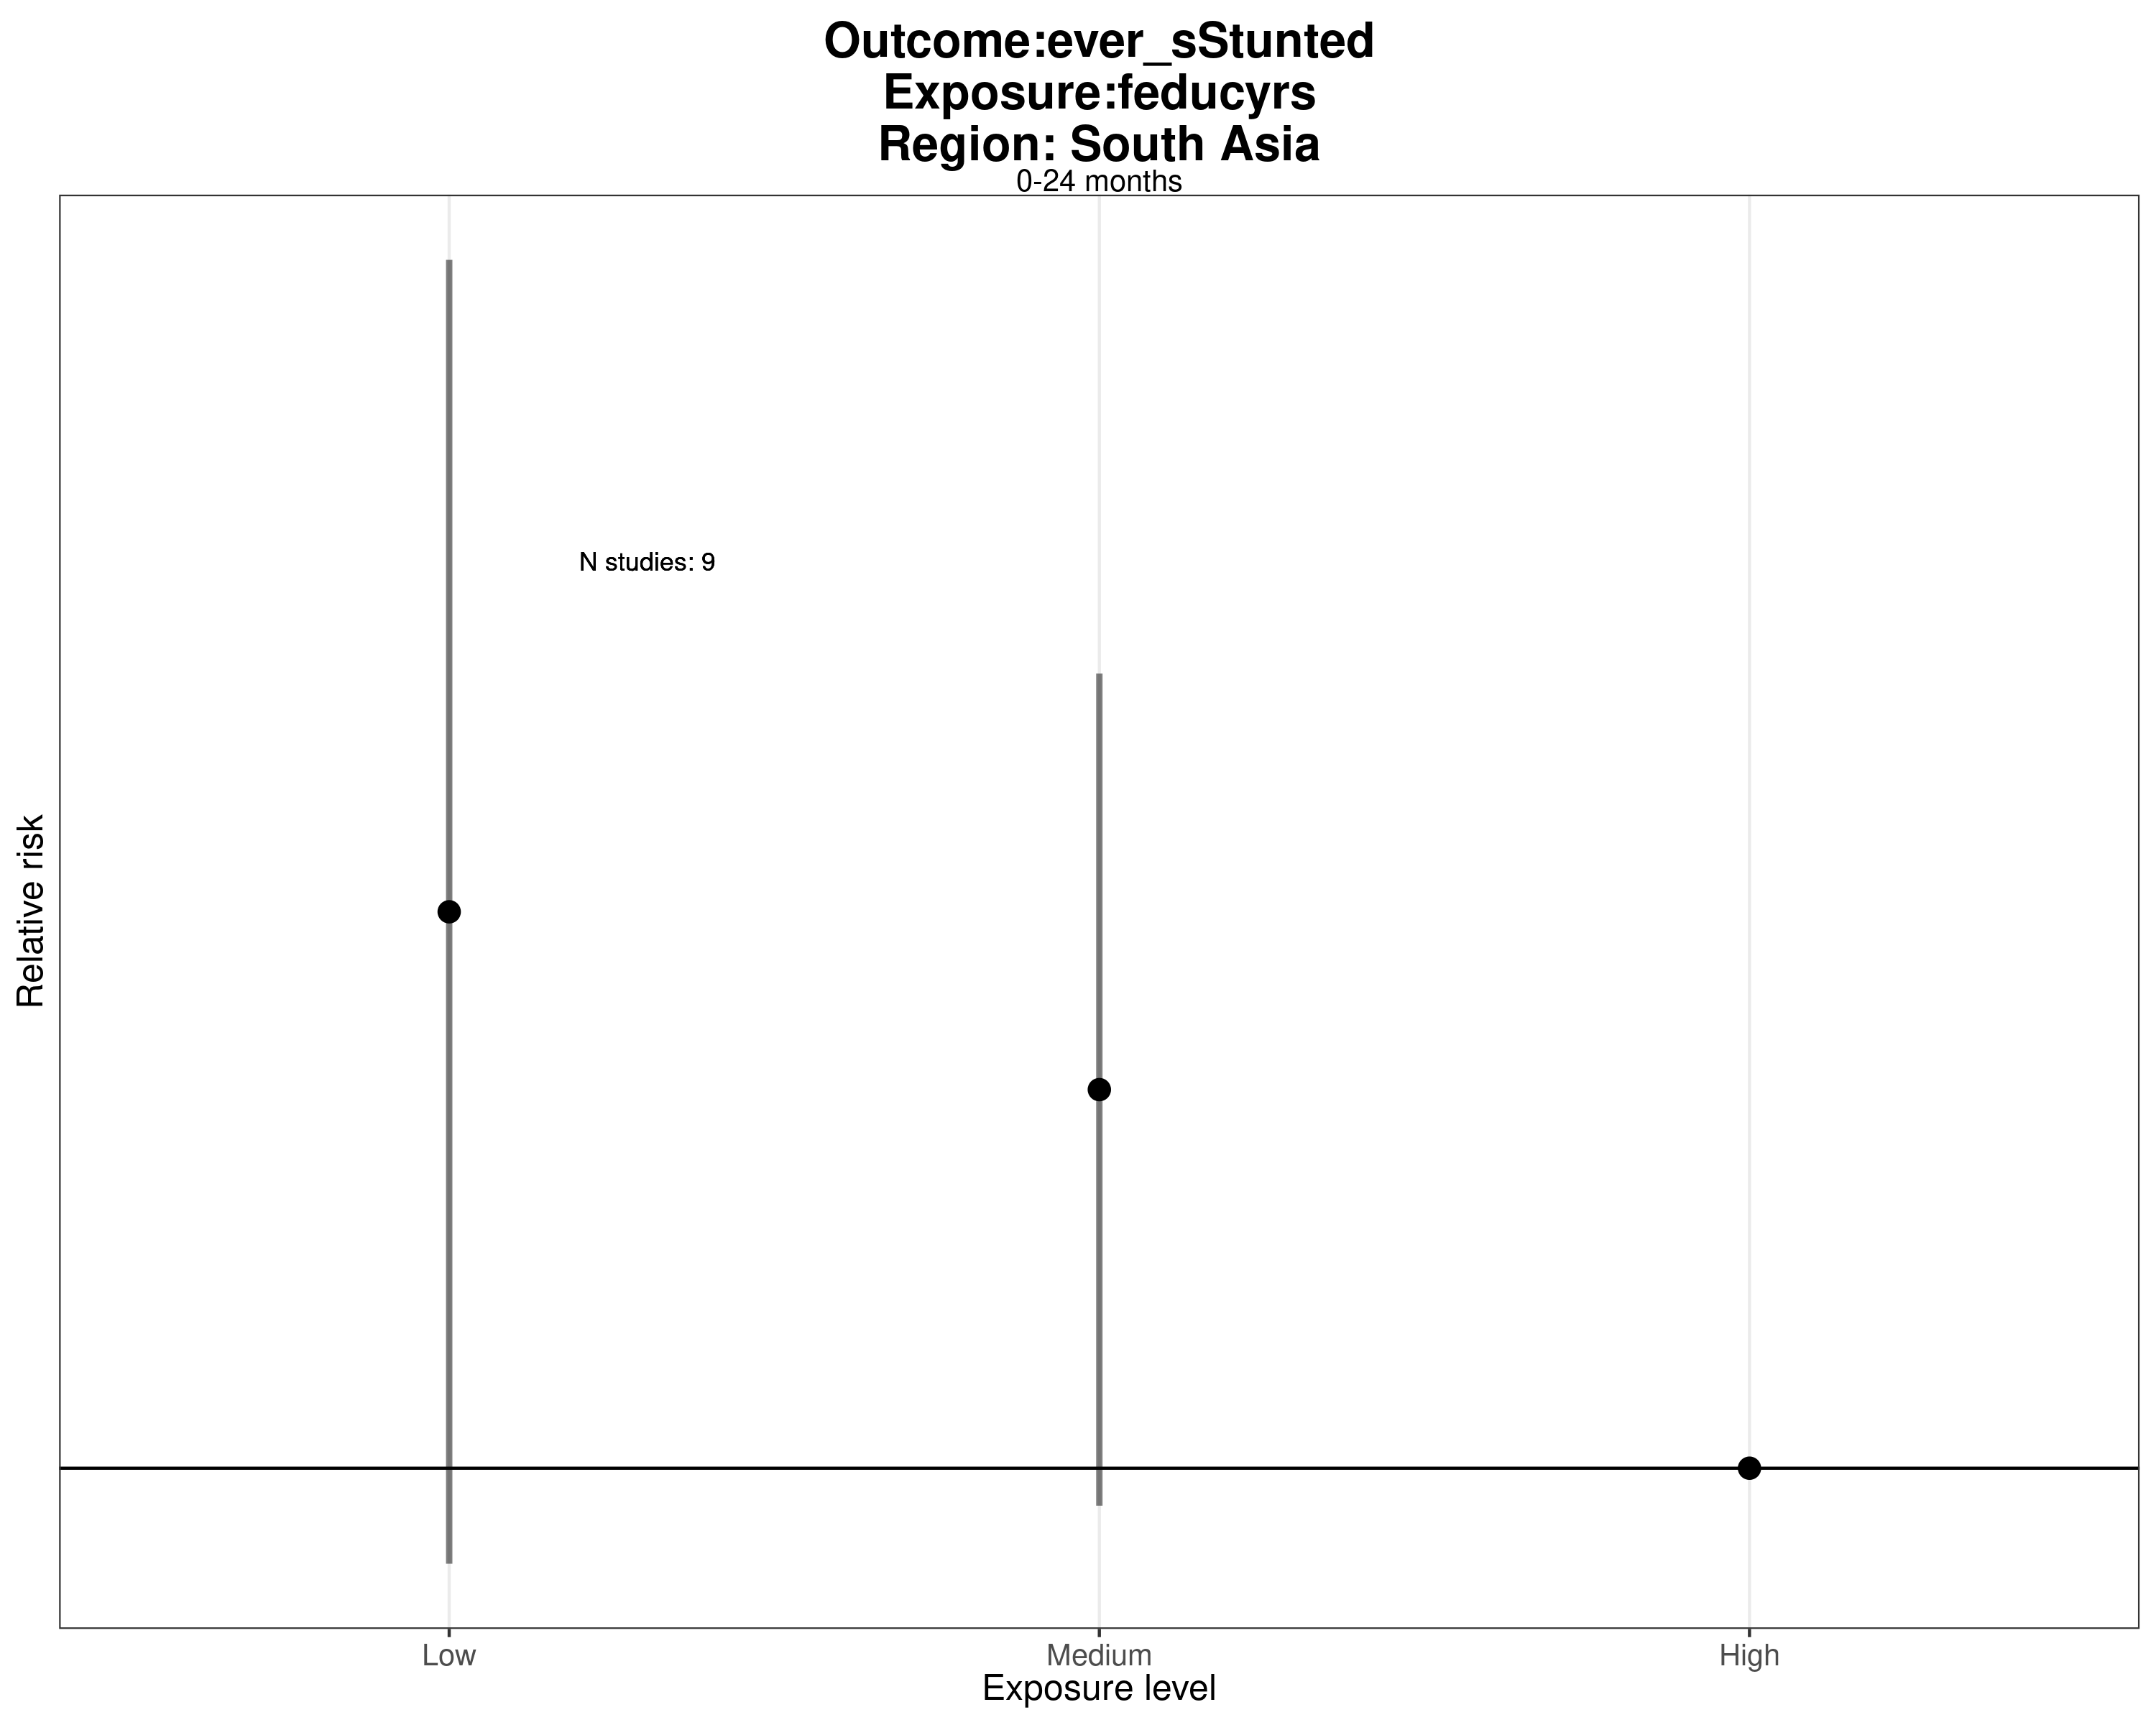 Outcome:ever_sStunted
Exposure:feducyrs
Region: South Asia
0-24 months
N studies: 9
Relative risk
Low
Medium
High
Exposure level